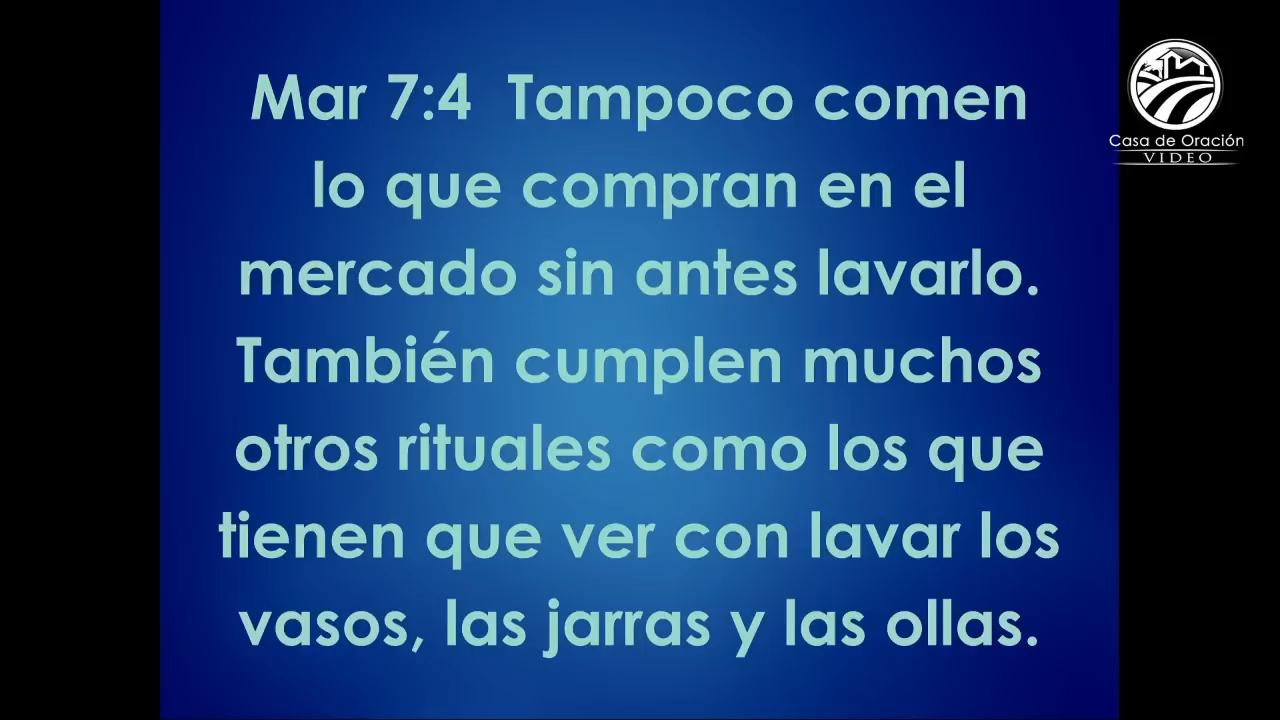 Mar 7:4  Tampoco comen
lo que compran en el
mercado sin antes lavarlo.
También cumplen muchos
otros rituales como los que
tienen que ver con lavar los
vasos, las jarras y las ollas.
Casa de Oración
VIDEO